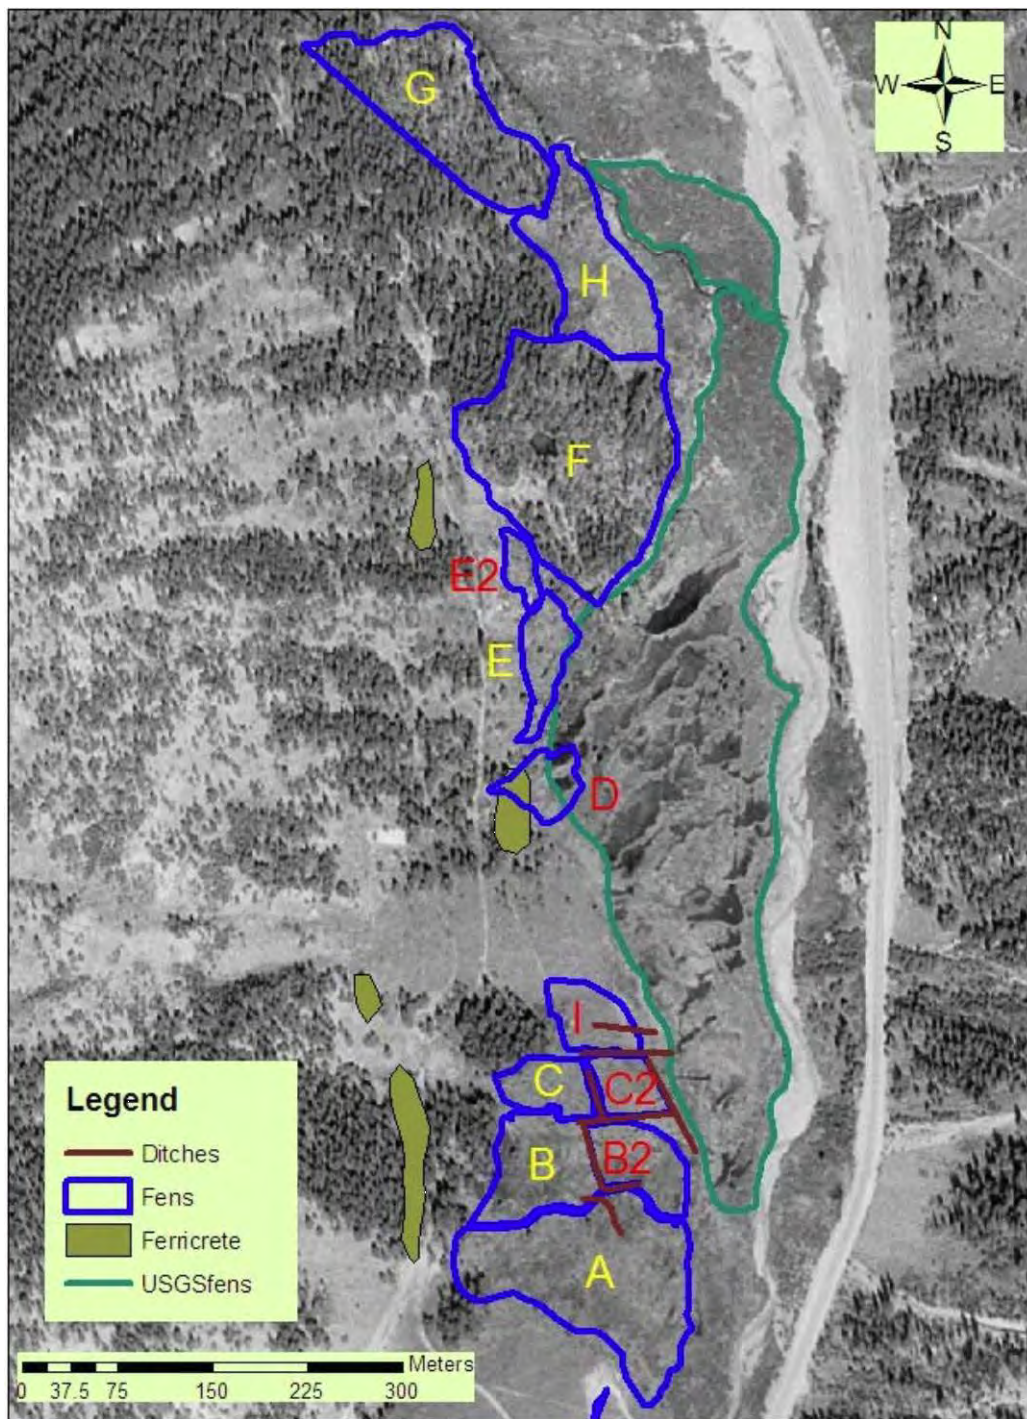 N
W E
S
G
H
F
E2
E
D
I
C C2
B B2
A
Legend
Ditches
Fens
Ferricrete
USGSfens
Meters
0 37.5 75 150 225 300